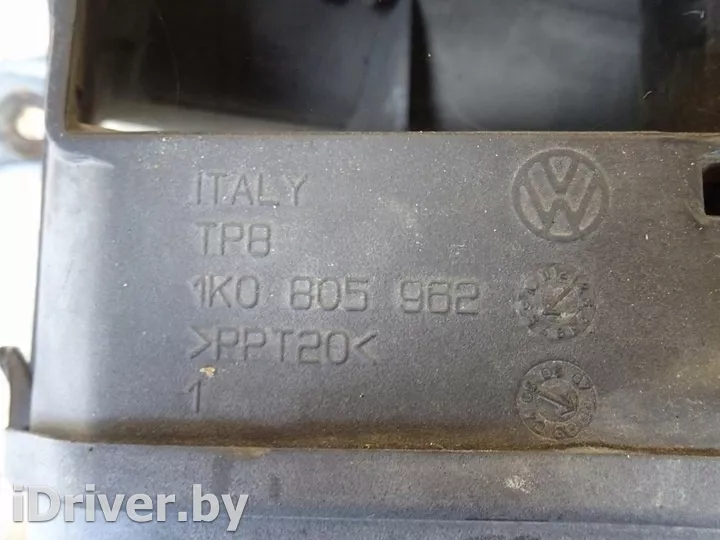 ITALY
TP8
1K0 805 962
>PPT20<
1
iDriver.by